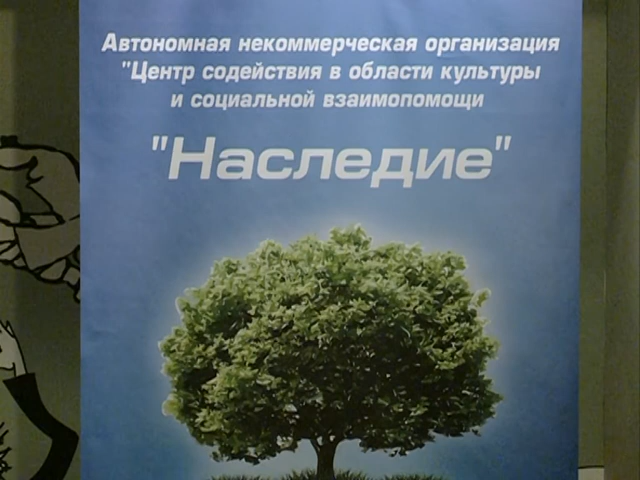 Автономная некоммерческая организация
"Центр содействия в области культуры
и социальной взаимопомощи
"Наследие"